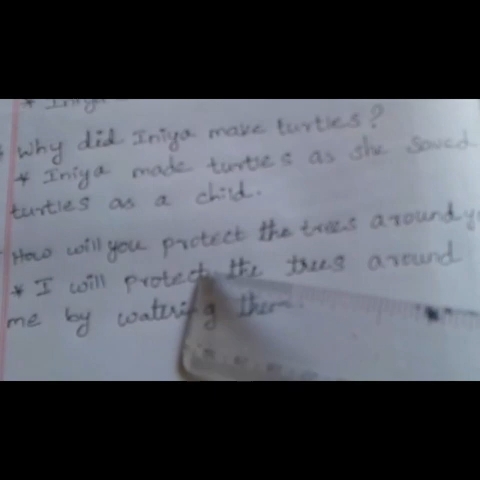 * Iniya
* Why did Iniya make turtles?
* Iniya made turtles as she saved
turtles as a child.
How will you protect the trees around
* I will protect the trees around
me by watering them.